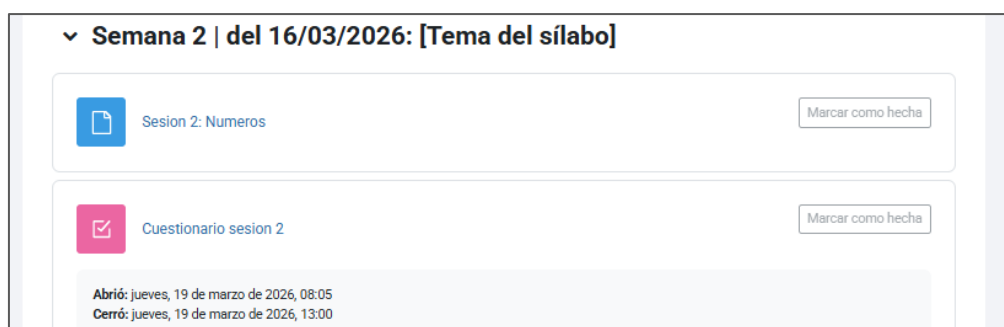 Semana 2 | del 16/03/2026: [Tema del sílabo]
Sesion 2: Numeros
Marcar como hecha
Cuestionario sesion 2
Marcar como hecha
Abrió: jueves, 19 de marzo de 2026, 08:05
Cerró: jueves, 19 de marzo de 2026, 13:00